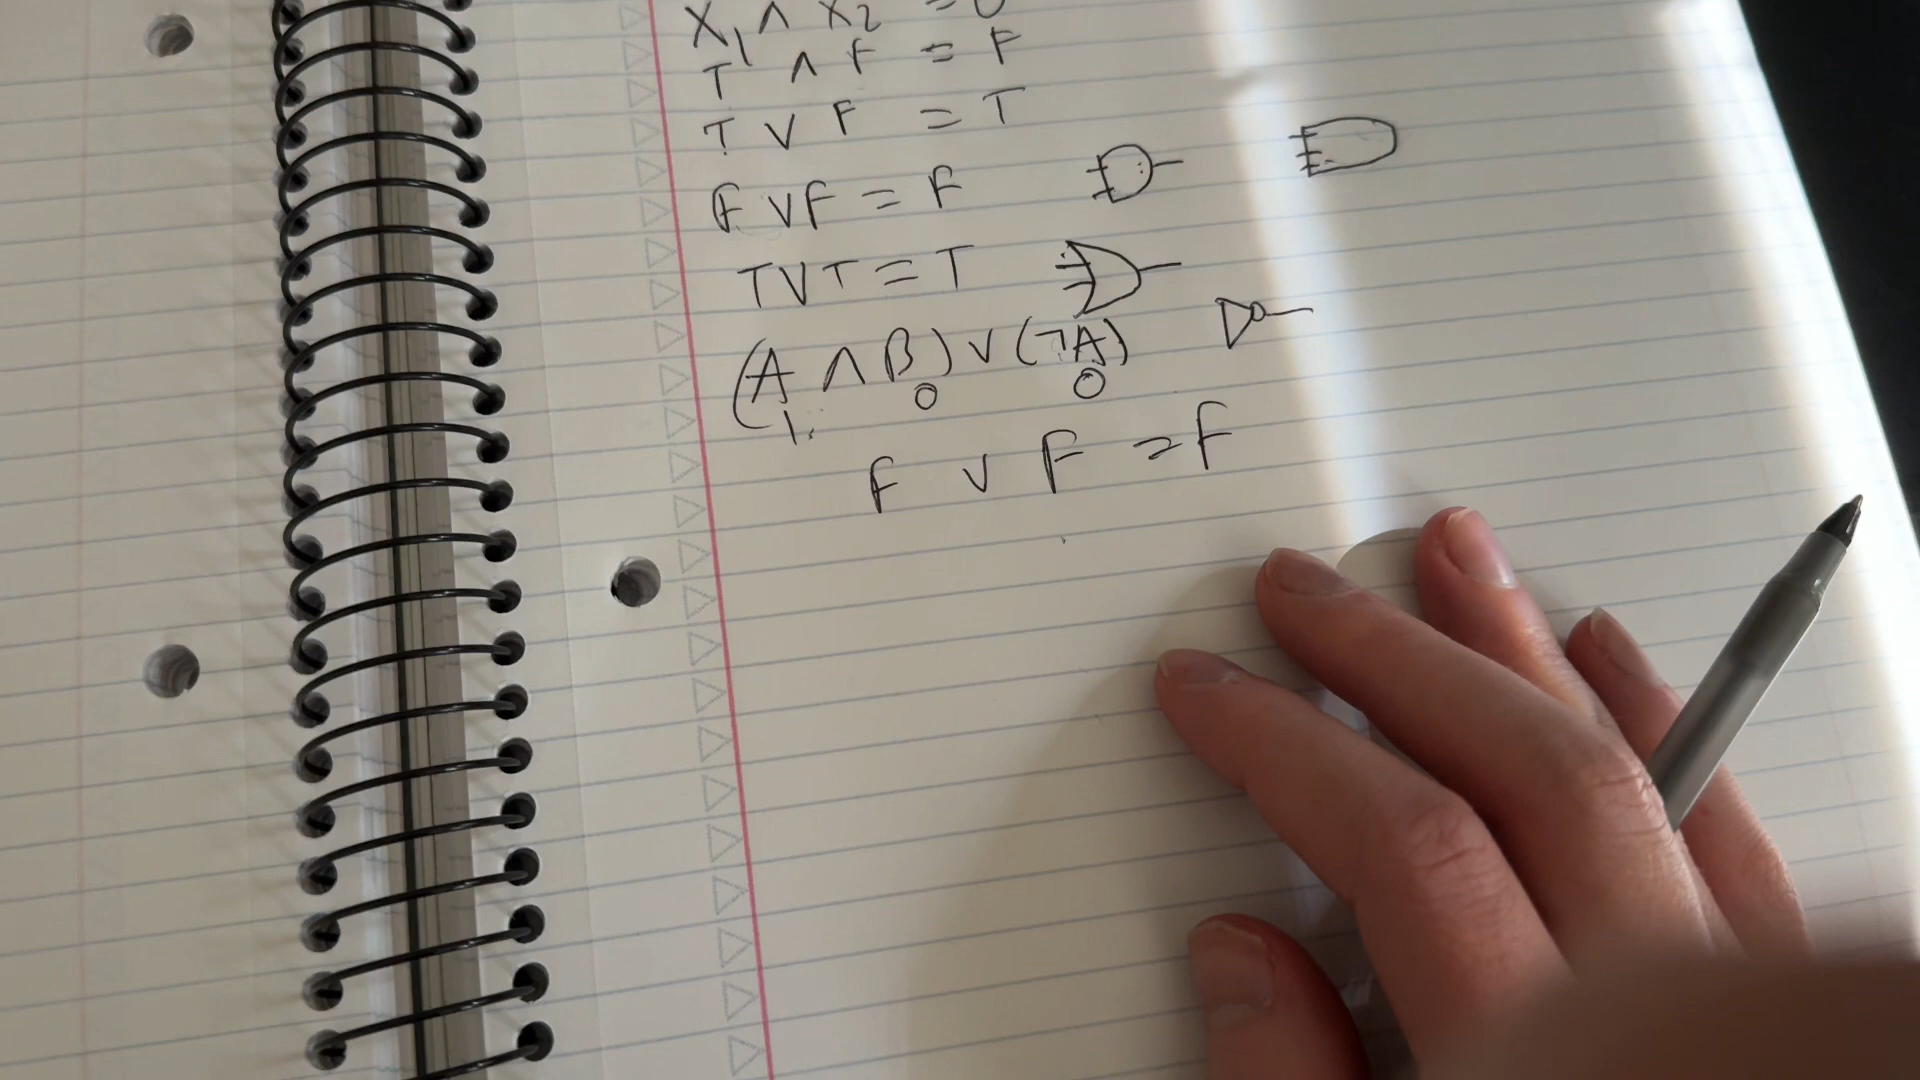 X₁ ∧ X₂ = 0
T ∧ F = F
T ∨ F = T
F ∨ F = F
T ∨ T = T
(A ∧ B) ∨ (¬A)
1 0 0
F ∨ F = F